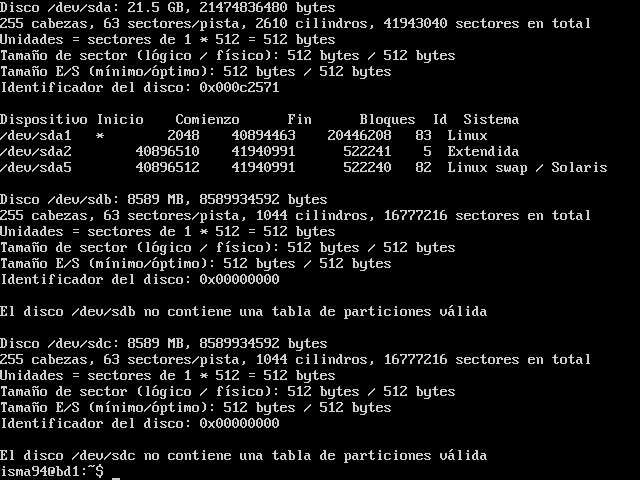 Disco /dev/sda: 21.5 GB, 21474836480 bytes
255 cabezas, 63 sectores/pista, 2610 cilindros, 41943040 sectores en total
Unidades = sectores de 1 * 512 = 512 bytes
Tamaño de sector (lógico / físico): 512 bytes / 512 bytes
Tamaño E/S (mínimo/óptimo): 512 bytes / 512 bytes
Identificador del disco: 0x000c2571
Dispositivo Inicio    Comienzo      Fin      Bloques  Id  Sistema
/dev/sda1   *        2048    40894463    20446208   83  Linux
/dev/sda2        40896510    41940991      522241    5  Extendida
/dev/sda5        40896512    41940991      522240   82  Linux swap / Solaris
Disco /dev/sdb: 8589 MB, 8589934592 bytes
255 cabezas, 63 sectores/pista, 1044 cilindros, 16777216 sectores en total
Unidades = sectores de 1 * 512 = 512 bytes
Tamaño de sector (lógico / físico): 512 bytes / 512 bytes
Tamaño E/S (mínimo/óptimo): 512 bytes / 512 bytes
Identificador del disco: 0x00000000
El disco /dev/sdb no contiene una tabla de particiones válida
Disco /dev/sdc: 8589 MB, 8589934592 bytes
255 cabezas, 63 sectores/pista, 1044 cilindros, 16777216 sectores en total
Unidades = sectores de 1 * 512 = 512 bytes
Tamaño de sector (lógico / físico): 512 bytes / 512 bytes
Tamaño E/S (mínimo/óptimo): 512 bytes / 512 bytes
Identificador del disco: 0x00000000
El disco /dev/sdc no contiene una tabla de particiones válida
isma94@bd1:~$ _